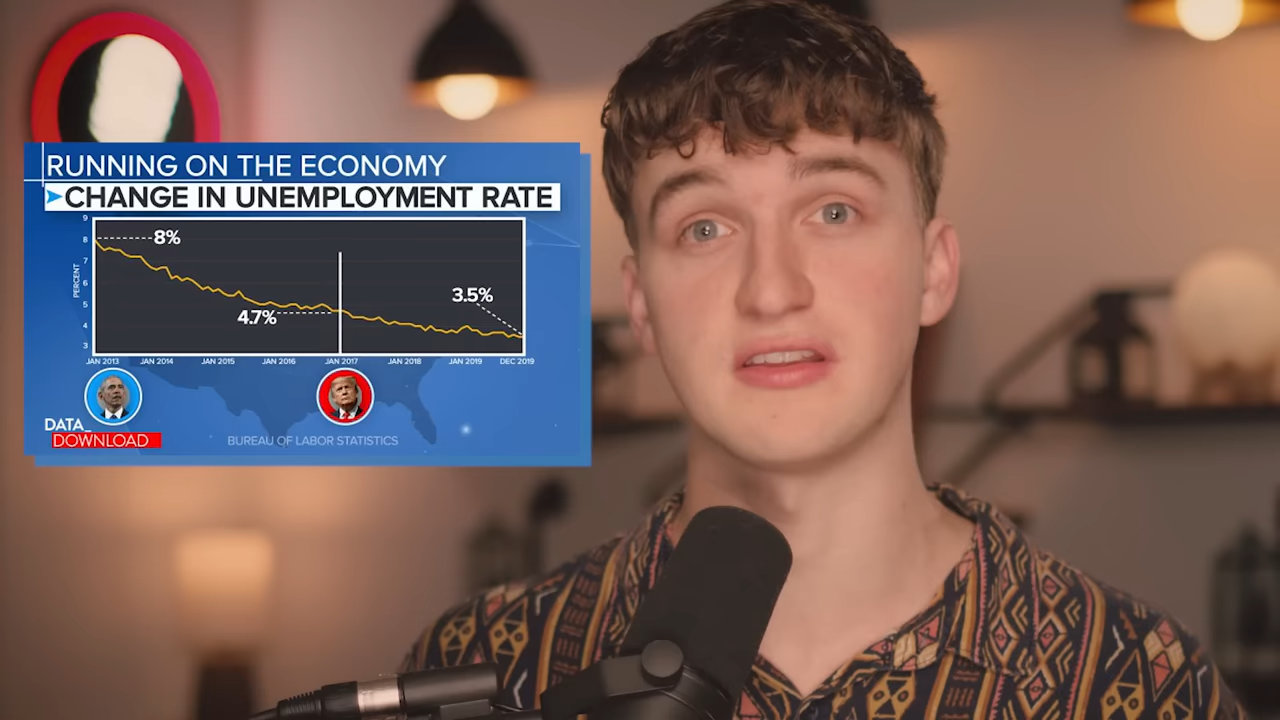 RUNNING ON THE ECONOMY
CHANGE IN UNEMPLOYMENT RATE
9
8
7
6
5
4
3
PERCENT
8%
4.7%
3.5%
JAN 2013 JAN 2014 JAN 2015 JAN 2016 JAN 2017 JAN 2018 JAN 2019 DEC 2019
DATA_
DOWNLOAD
BUREAU OF LABOR STATISTICS